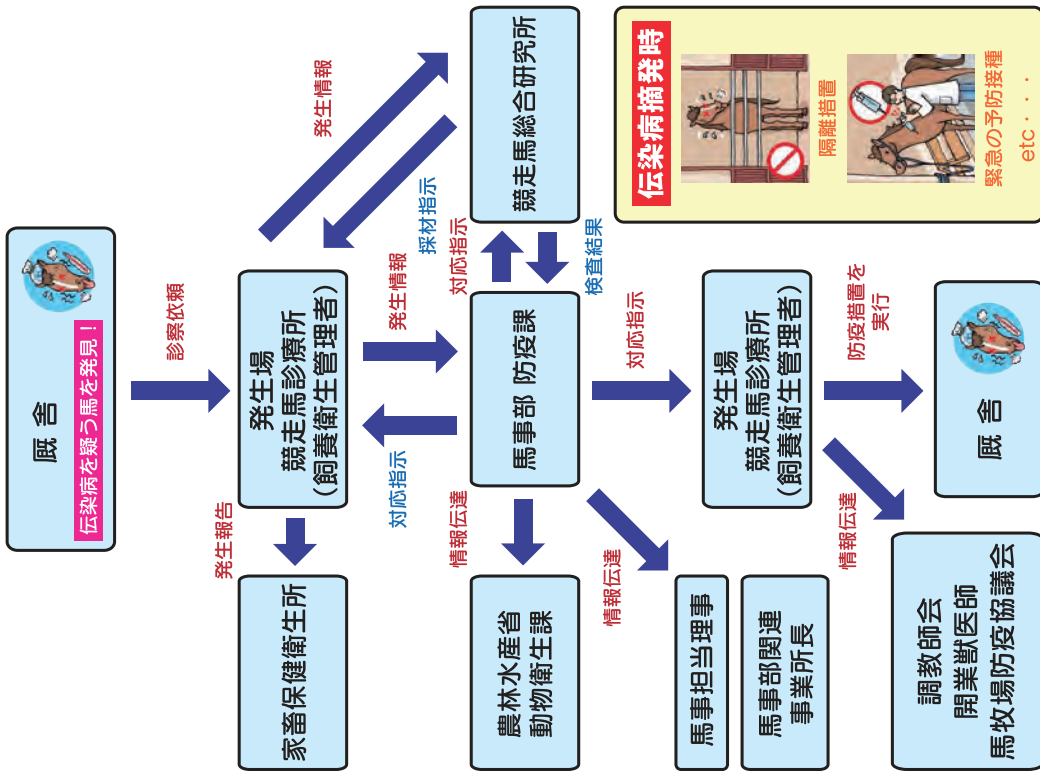 厩 舎
伝染病を疑う馬を発見！
診察依頼
発生場
競走馬診療所
(飼養衛生管理者)
発生報告
家畜保健衛生所
発生情報
採材指示
競走馬総合研究所
発生情報
対応指示
馬事部 防疫課
対応指示
検査結果
情報伝達
農林水産省
動物衛生課
情報伝達
馬事担当理事
馬事部関連
事業所長
対応指示
発生場
競走馬診療所
(飼養衛生管理者)
情報伝達
調教師会
開業獣医師
馬牧場防疫協議会
防疫措置を
実行
厩 舎
伝染病摘発時
隔離措置
緊急の予防接種
etc・・・